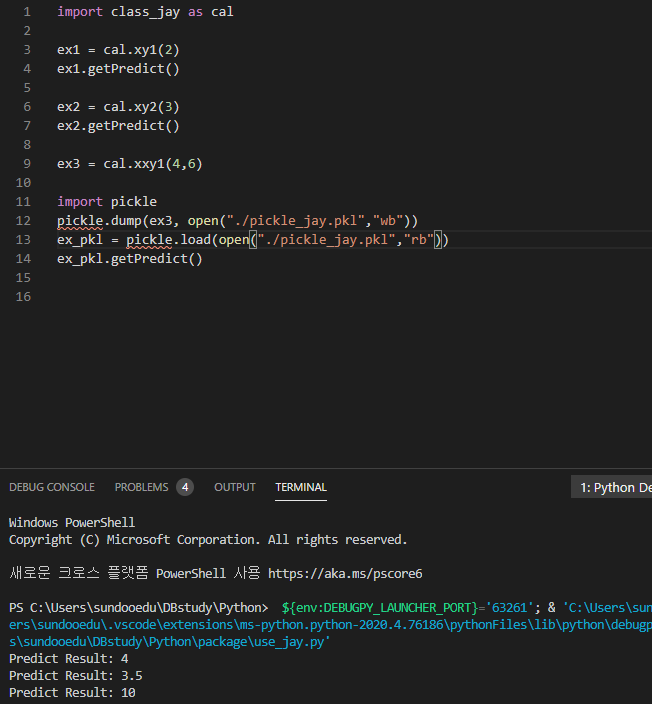 1 import class_jay as cal
2
3 ex1 = cal.xy1(2)
4 ex1.getPredict()
5
6 ex2 = cal.xy2(3)
7 ex2.getPredict()
8
9 ex3 = cal.xxy1(4,6)
10
11 import pickle
12 pickle.dump(ex3, open("./pickle_jay.pkl","wb"))
13 ex_pkl = pickle.load(open("./pickle_jay.pkl","rb"))
14 ex_pkl.getPredict()
15
16
DEBUG CONSOLE PROBLEMS 4 OUTPUT TERMINAL 1: Python De
Windows PowerShell
Copyright (C) Microsoft Corporation. All rights reserved.
새로운 크로스 플랫폼 PowerShell 사용 https://aka.ms/pscore6
PS C:\Users\sundooedu\DBstudy\Python> ${env:DEBUGPY_LAUNCHER_PORT}='63261'; & 'C:\Users\sun
ers\sundooedu\.vscode\extensions\ms-python.python-2020.4.76186\pythonFiles\lib\python\debugp
s\sundooedu\DBstudy\Python\package\use_jay.py'
Predict Result: 4
Predict Result: 3.5
Predict Result: 10